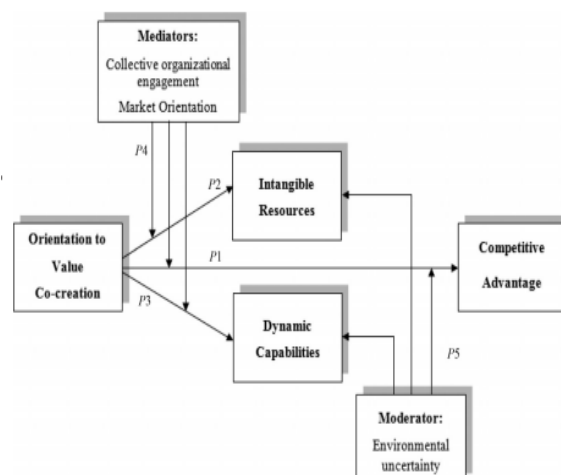 Mediators:
Collective organizational
engagement
Market Orientation
P4
P2
Intangible
Resources
Orientation to
Value
Co-creation
P1
Competitive
Advantage
P3
Dynamic
Capabilities
P5
Moderator:
Environmental
uncertainty